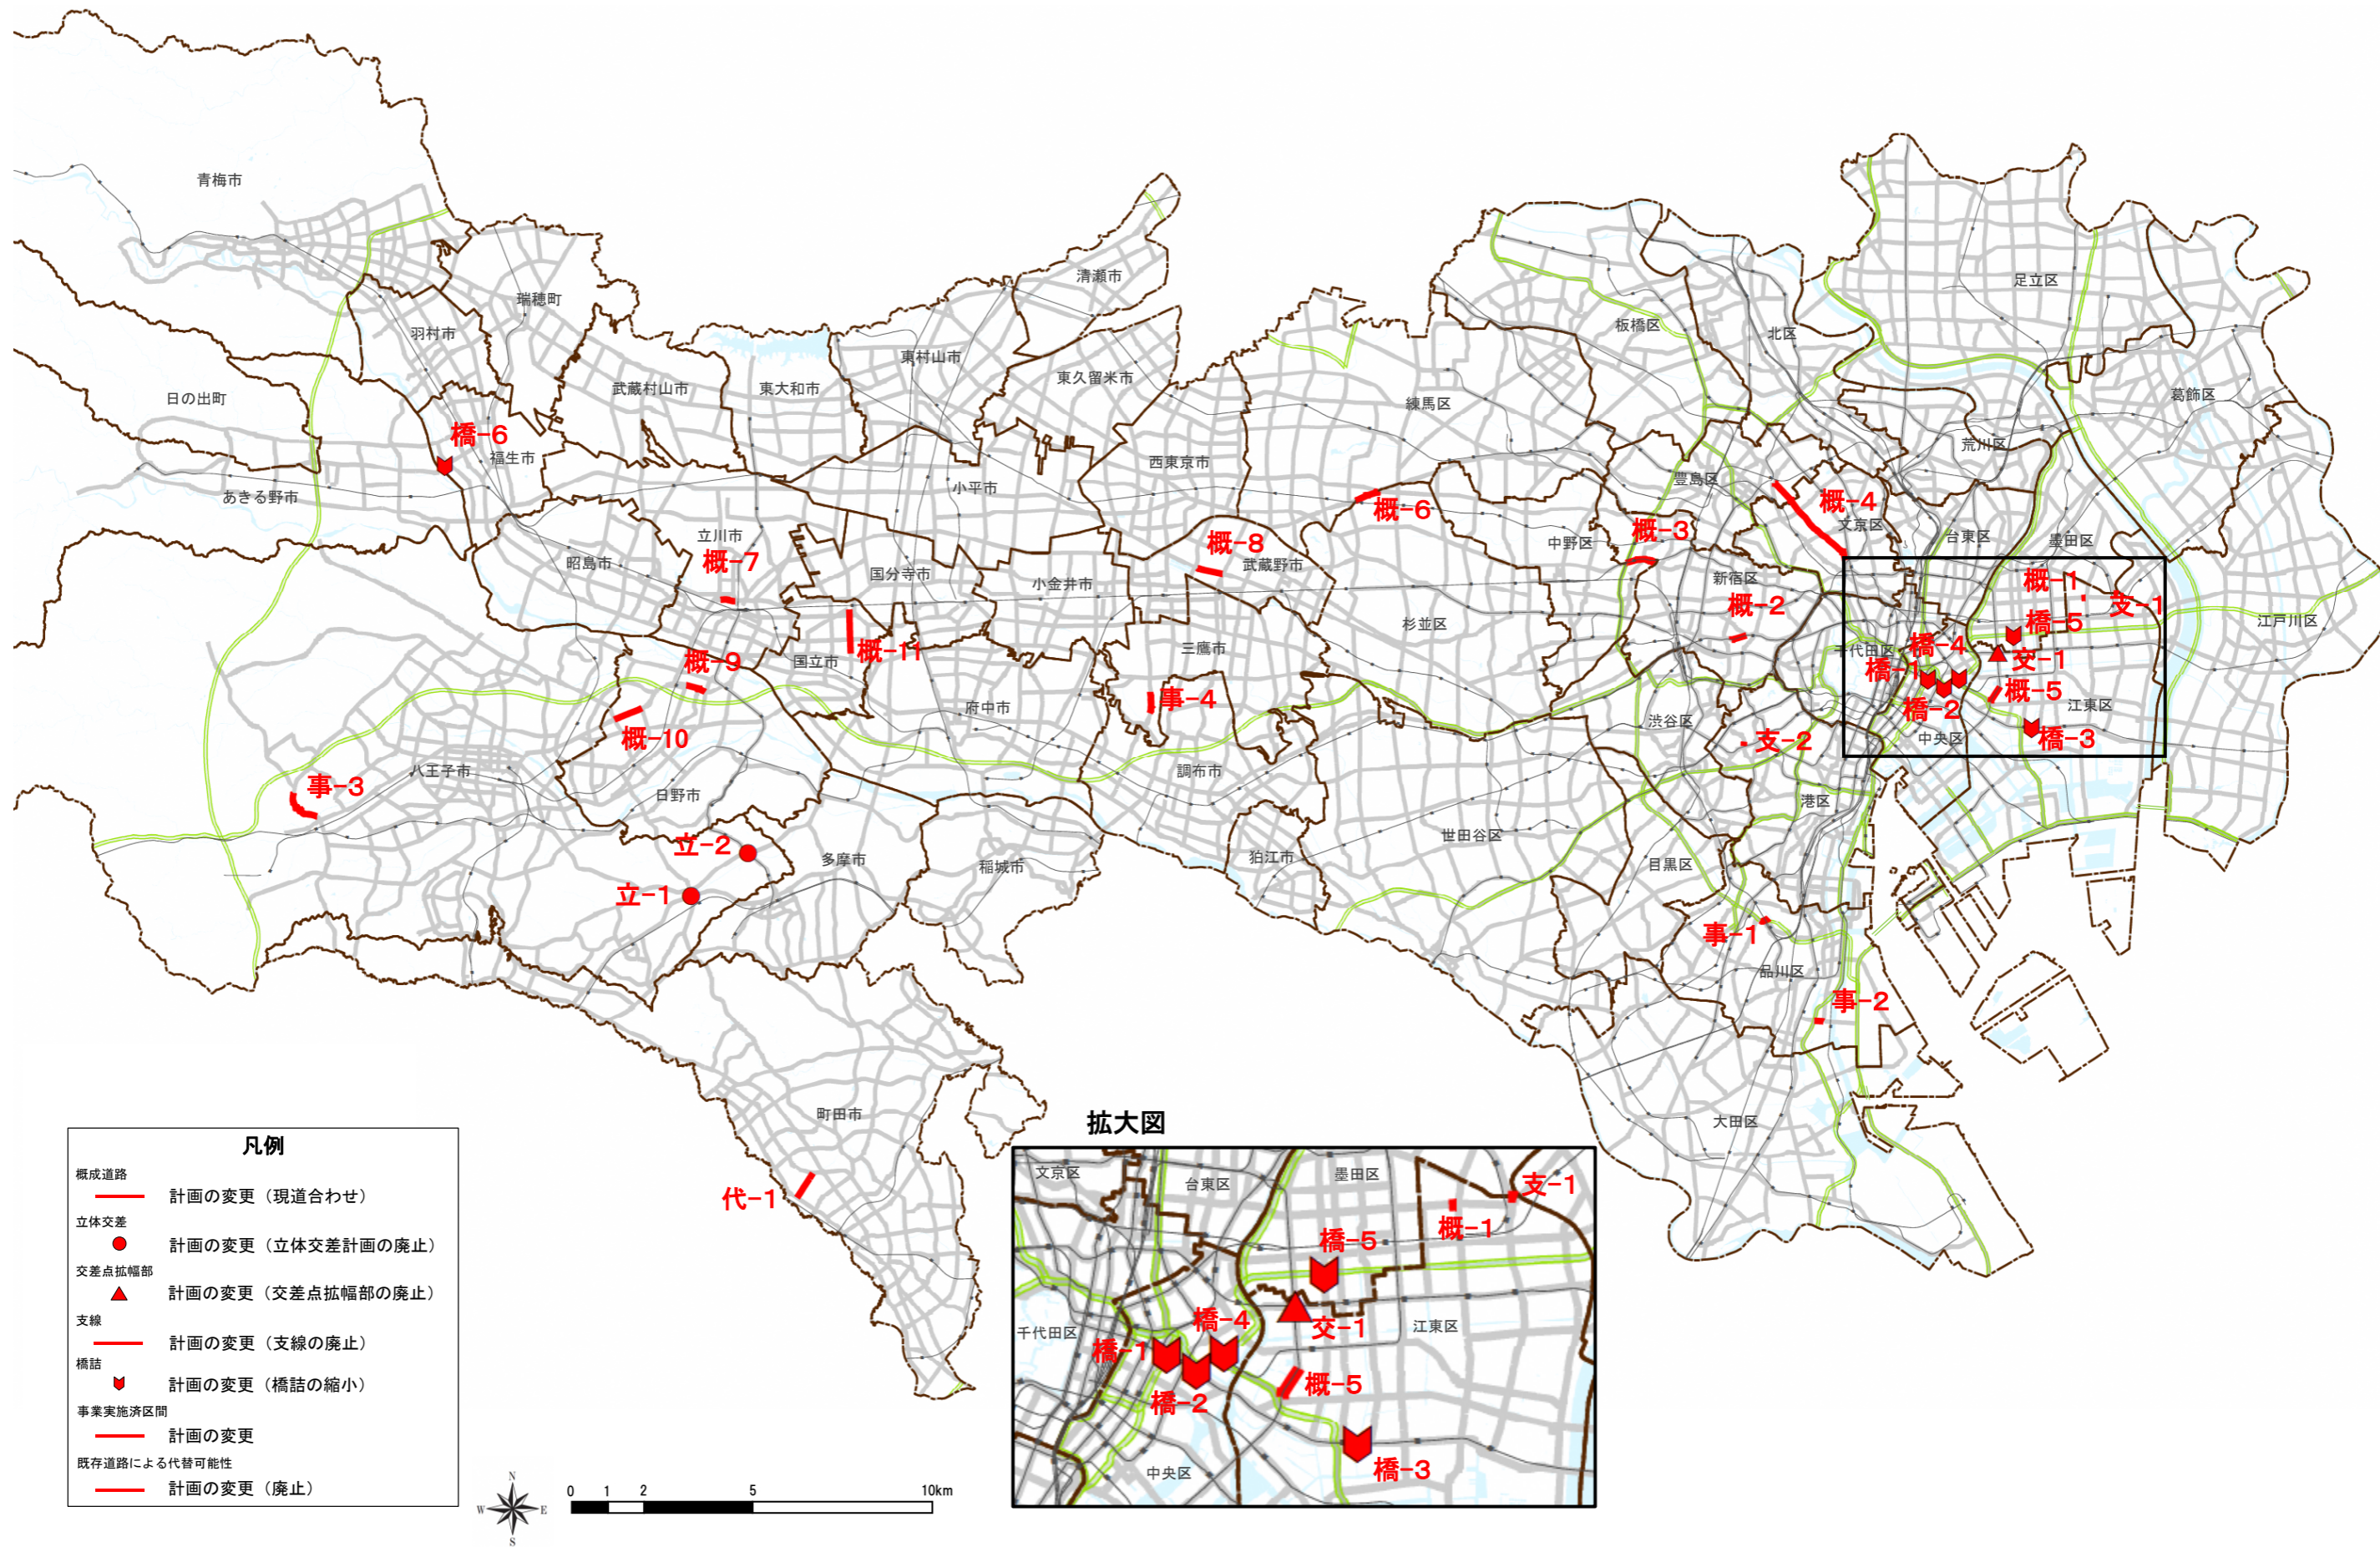 青梅市
瑞穂町
羽村市
日の出町
武蔵村山市
東大和市
東村山市
清瀬市
東久留米市
橋-6
福生市
あきる野市
小平市
西東京市
練馬区
板橋区
北区
足立区
葛飾区
荒川区
豊島区
概-4
文京区
概-6
概-3
中野区
台東区
墨田区
立川市
概-7
昭島市
国分寺市
小金井市
概-8
武蔵野市
新宿区
概-2
概-1
支-1
橋-5
江戸川区
杉並区
三鷹市
国立市
概-11
概-9
千代田区
橋-4
橋-1
交-1
概-5
橋-2
江東区
橋-3
中央区
事-4
府中市
概-10
渋谷区
支-2
調布市
八王子市
事-3
日野市
港区
立-2
立-1
多摩市
稲城市
狛江市
世田谷区
目黒区
事-1
品川区
事-2
大田区
町田市
代-1
拡大図
文京区
台東区
墨田区
支-1
概-1
橋-5
橋-4
交-1
江東区
千代田区
橋-1
概-5
橋-2
橋-3
中央区
凡例
概成道路
計画の変更（現道合わせ）
立体交差
計画の変更（立体交差計画の廃止）
交差点拡幅部
計画の変更（交差点拡幅部の廃止）
支線
計画の変更（支線の廃止）
橋詰
計画の変更（橋詰の縮小）
事業実施済区間
計画の変更
既存道路による代替可能性
計画の変更（廃止）
N
W E
S
0 1 2 5 10km